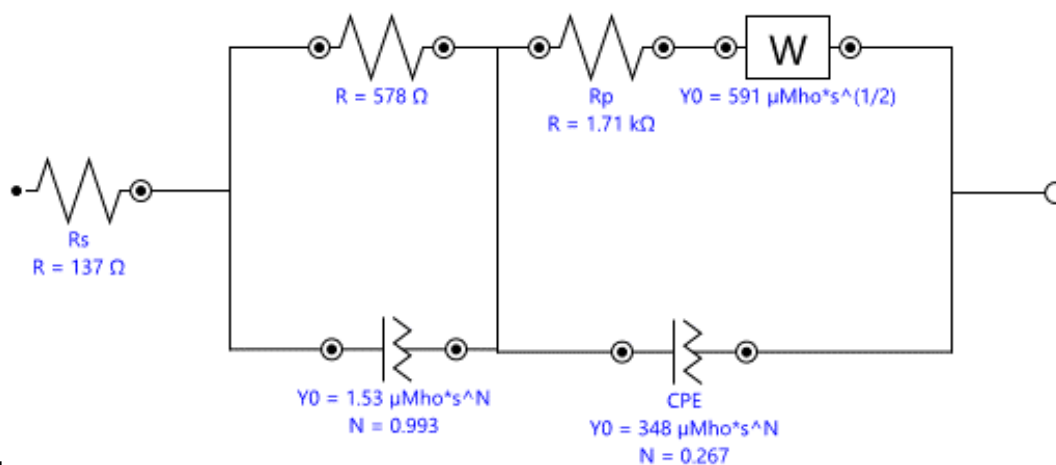 W
R = 578 Ω
Rp
R = 1.71 kΩ
Y0 = 591 µMho*s^(1/2)
Rs
R = 137 Ω
Y0 = 1.53 µMho*s^N
N = 0.993
CPE
Y0 = 348 µMho*s^N
N = 0.267